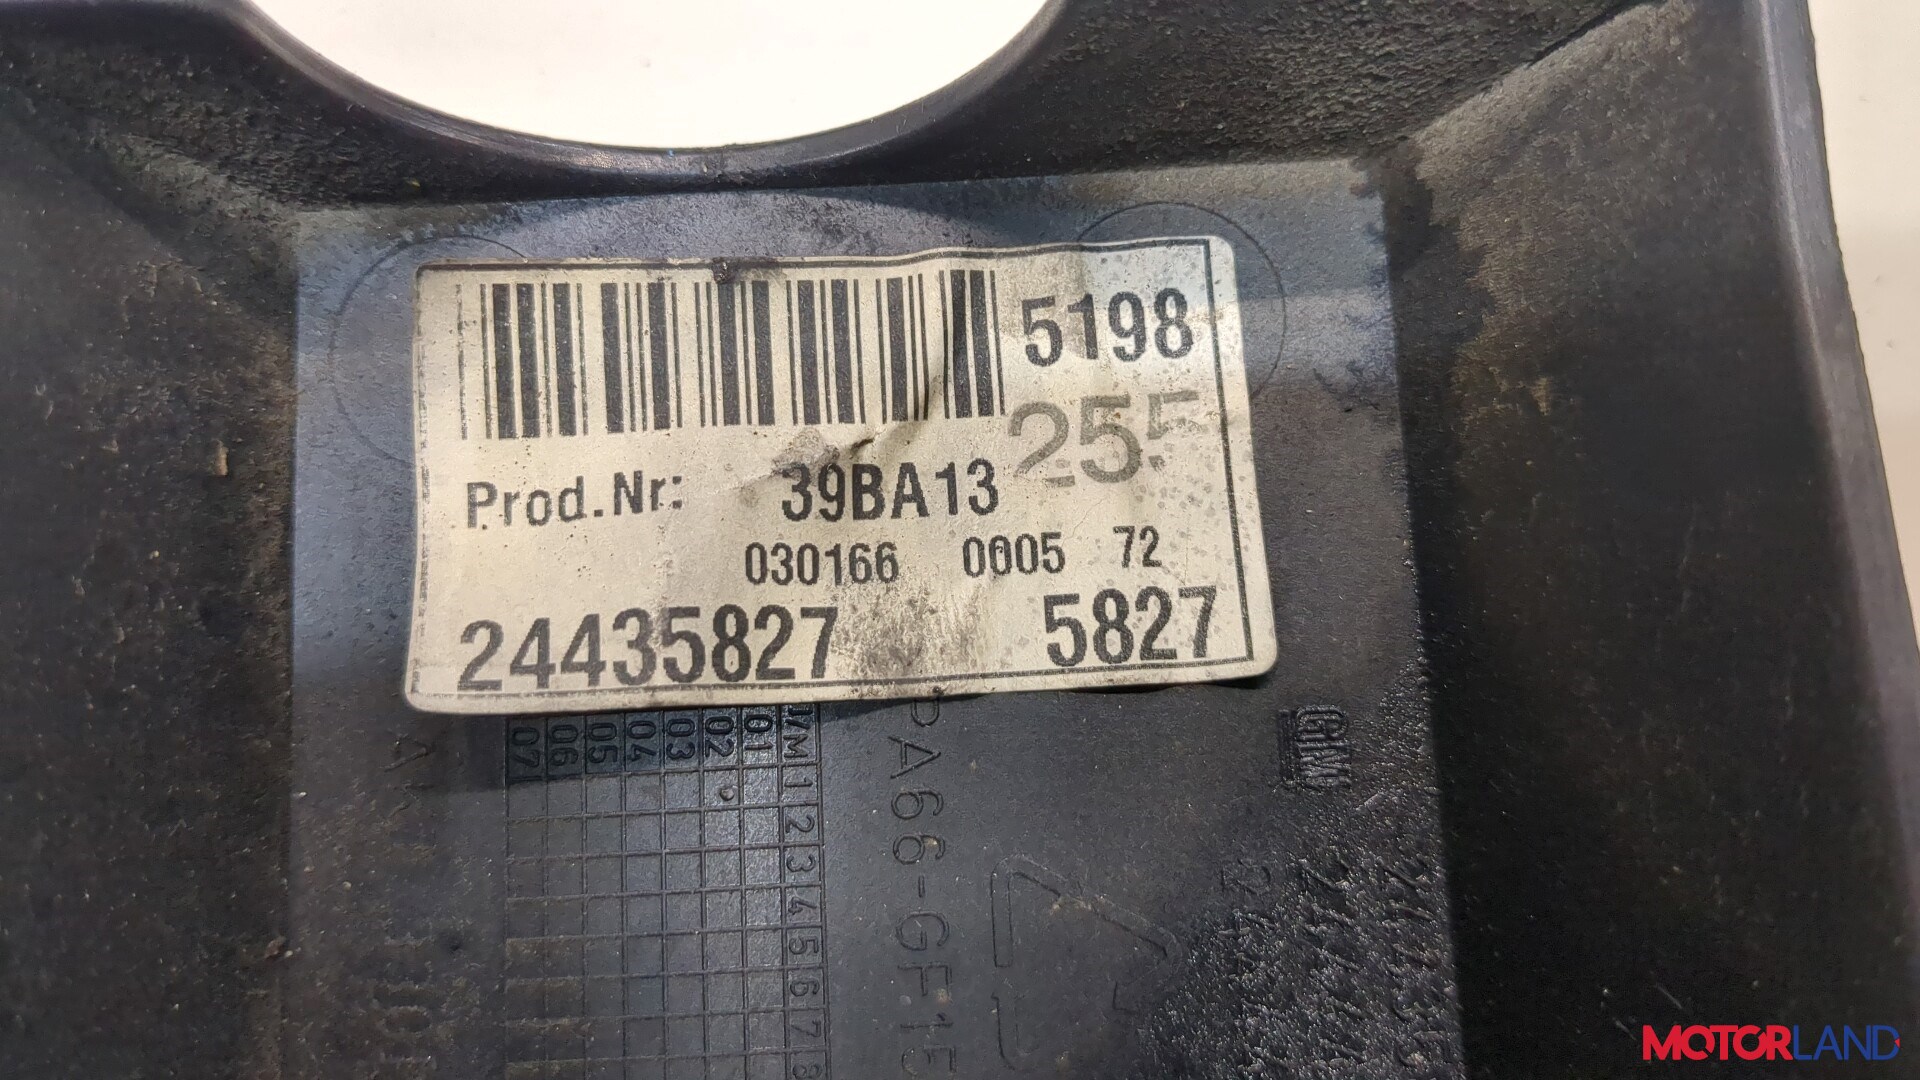 5198
255
Prod.Nr: 39BA13
030166 0005 72
24435827 5827
01 02 03 04 05 06 07
1 2 3 4 5 6 7 8
PA66-GF15
GM
MOTORLAND